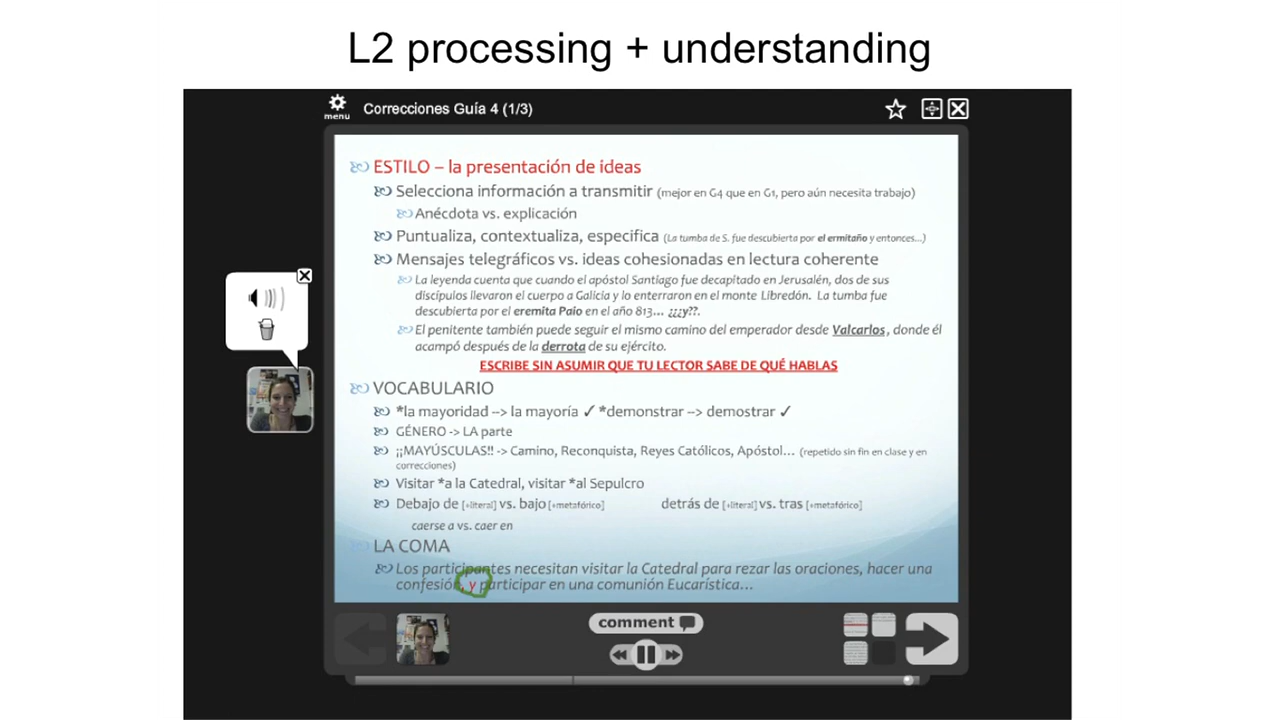 L2 processing + understanding
menu
Correcciones Guía 4 (1/3)
ESTILO – la presentación de ideas
Selecciona información a transmitir (mejor en G4 que en G1, pero aún necesita trabajo)
Anécdota vs. explicación
Puntualiza, contextualiza, especifica (La tumba de S. fue descubierta por el ermitaño y entonces...)
Mensajes telegráficos vs. ideas cohesionadas en lectura coherente
La leyenda cuenta que cuando el apóstol Santiago fue decapitado en Jerusalén, dos de sus
discípulos llevaron el cuerpo a Galicia y lo enterraron en el monte Libredón. La tumba fue
descubierta por el eremita Paio en el año 813... ¿¿¿y??.
El penitente también puede seguir el mismo camino del emperador desde Valcarlos, donde él
acampó después de la derrota de su ejército.
ESCRIBE SIN ASUMIR QUE TU LECTOR SABE DE QUÉ HABLAS
VOCABULARIO
*la mayoridad --> la mayoría ✓ *demonstrar --> demostrar ✓
GÉNERO -> LA parte
¡¡MAYÚSCULAS!! -> Camino, Reconquista, Reyes Católicos, Apóstol... (repetido sin fin en clase y en
correcciones)
Visitar *a la Catedral, visitar *al Sepulcro
Debajo de [+literal] vs. bajo [+metafórico] detrás de [+literal] vs. tras [+metafórico]
caerse a vs. caer en
LA COMA
Los participantes necesitan visitar la Catedral para rezar las oraciones, hacer una
confesión, y participar en una comunión Eucarística...
comment